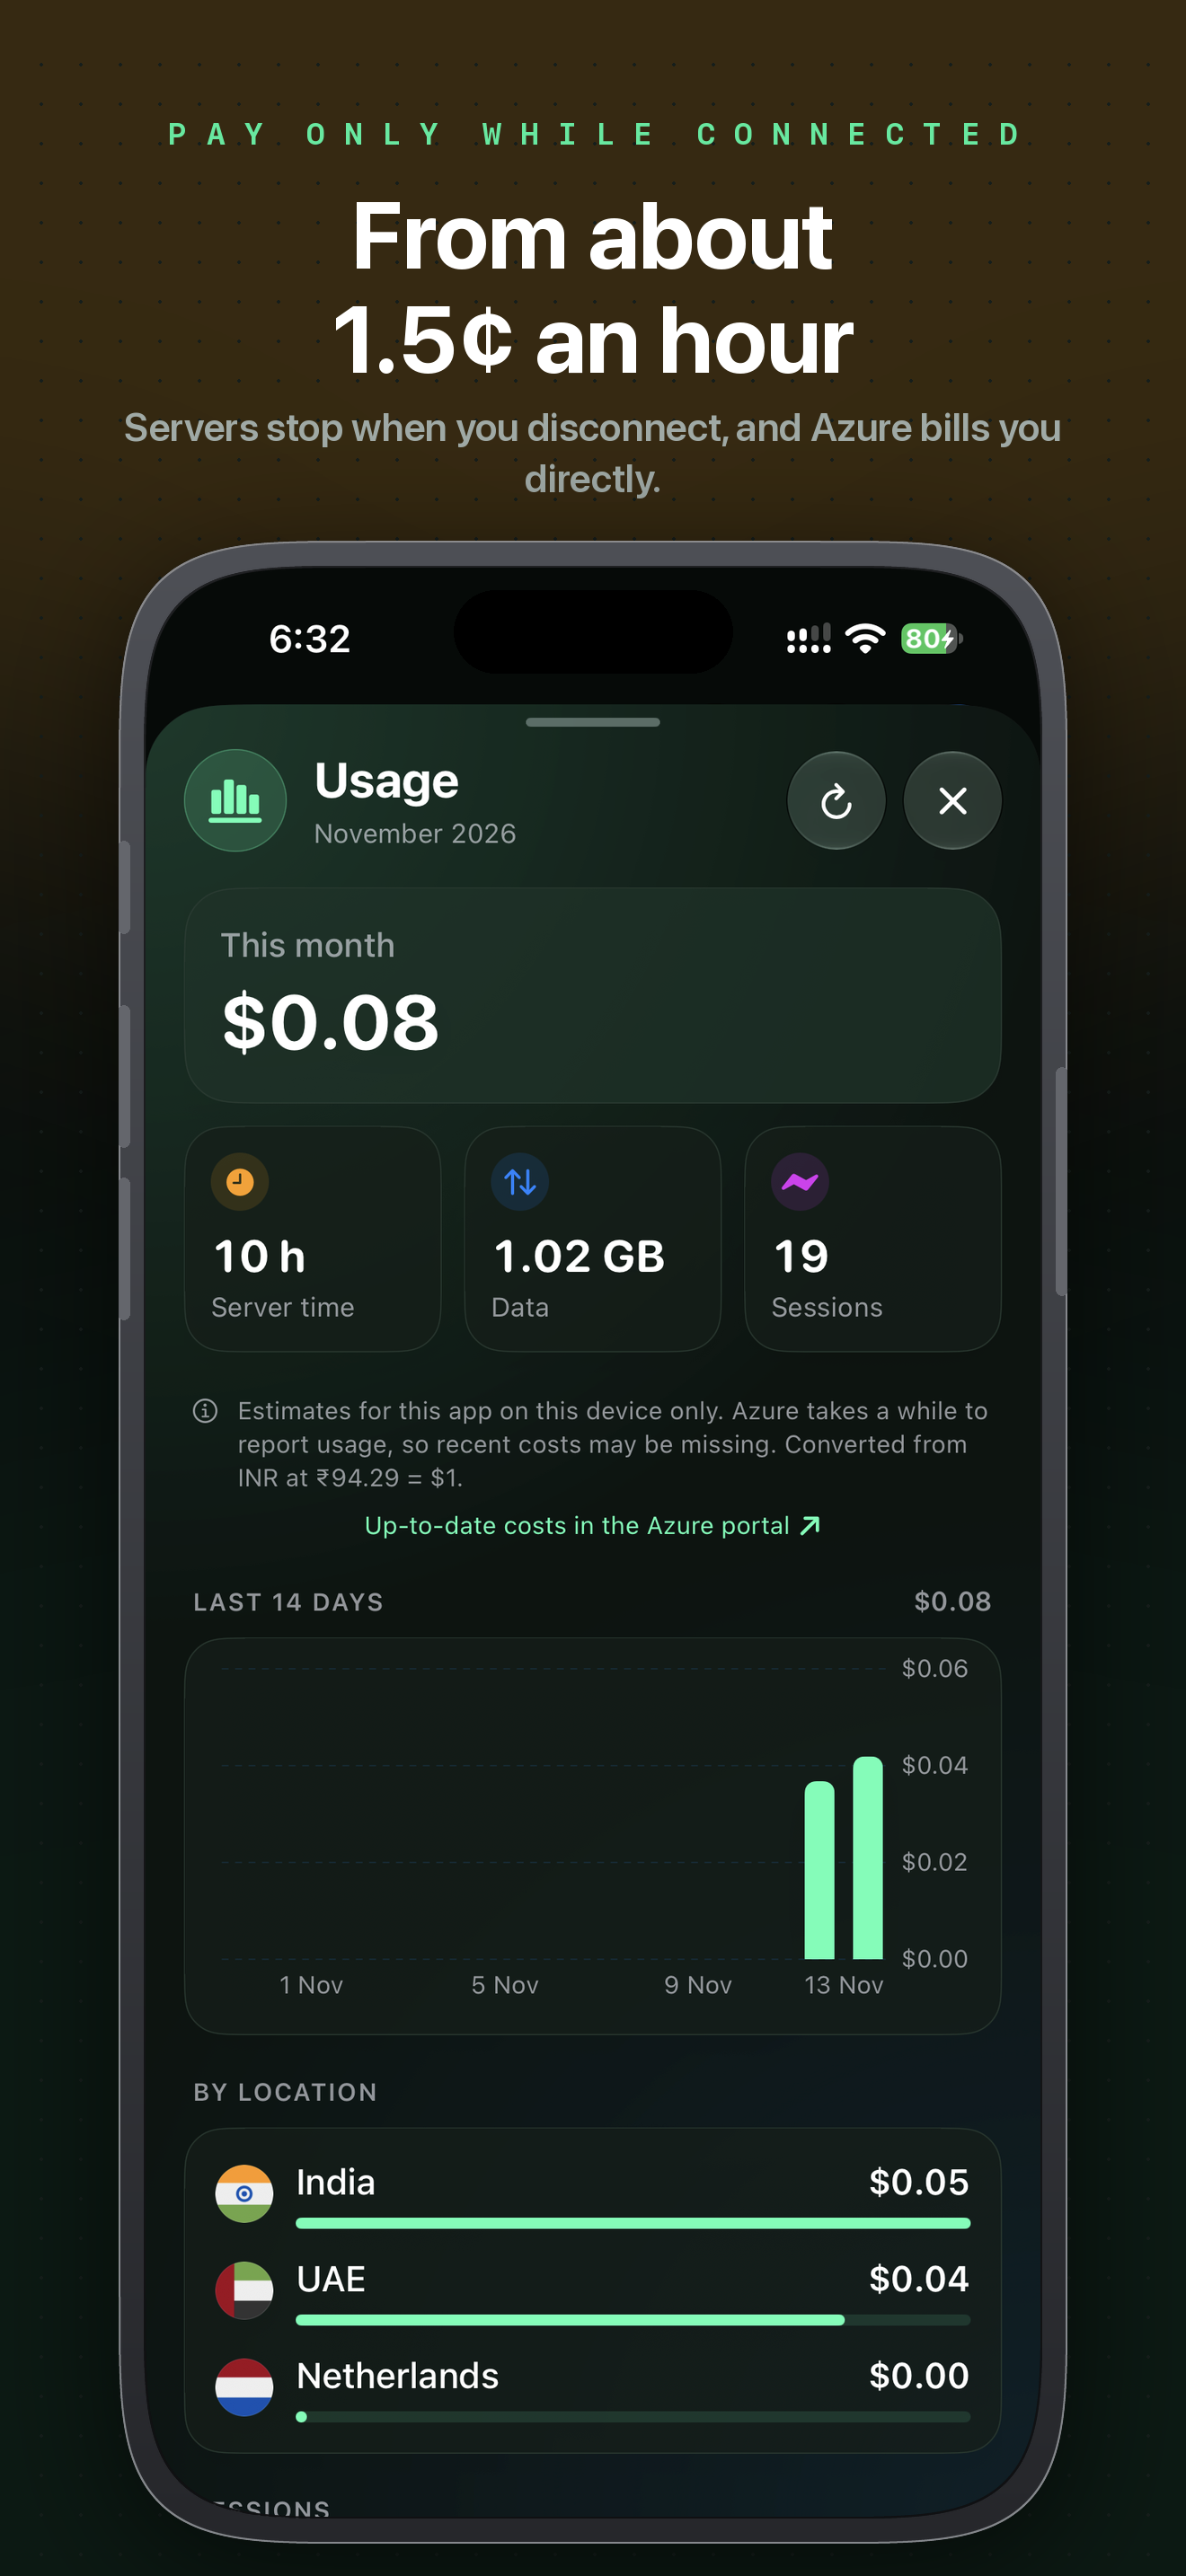 PAY ONLY WHILE CONNECTED
From about
1.5¢ an hour
Servers stop when you disconnect, and Azure bills you
directly.
6:32
80
Usage
November 2026
This month
$0.08
10 h
1.02 GB
19
Server time
Data
Sessions
Estimates for this app on this device only. Azure takes a while to
report usage, so recent costs may be missing. Converted from
INR at ₹94.29 = $1.
Up-to-date costs in the Azure portal
LAST 14 DAYS
$0.08
$0.06
$0.04
$0.02
$0.00
1 Nov
5 Nov
9 Nov
13 Nov
BY LOCATION
India
$0.05
UAE
$0.04
Netherlands
$0.00